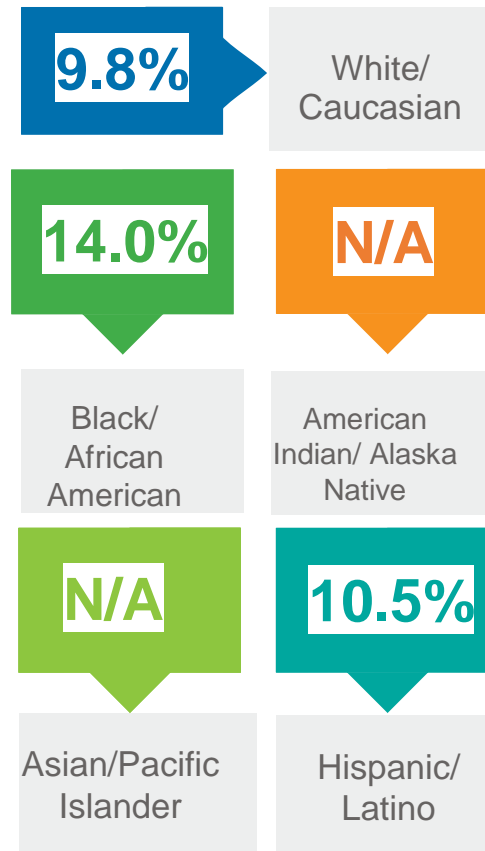 9.8%
White/
Caucasian
14.0%
N/A
Black/
African
American
American
Indian/ Alaska
Native
N/A
10.5%
Asian/Pacific
Islander
Hispanic/
Latino